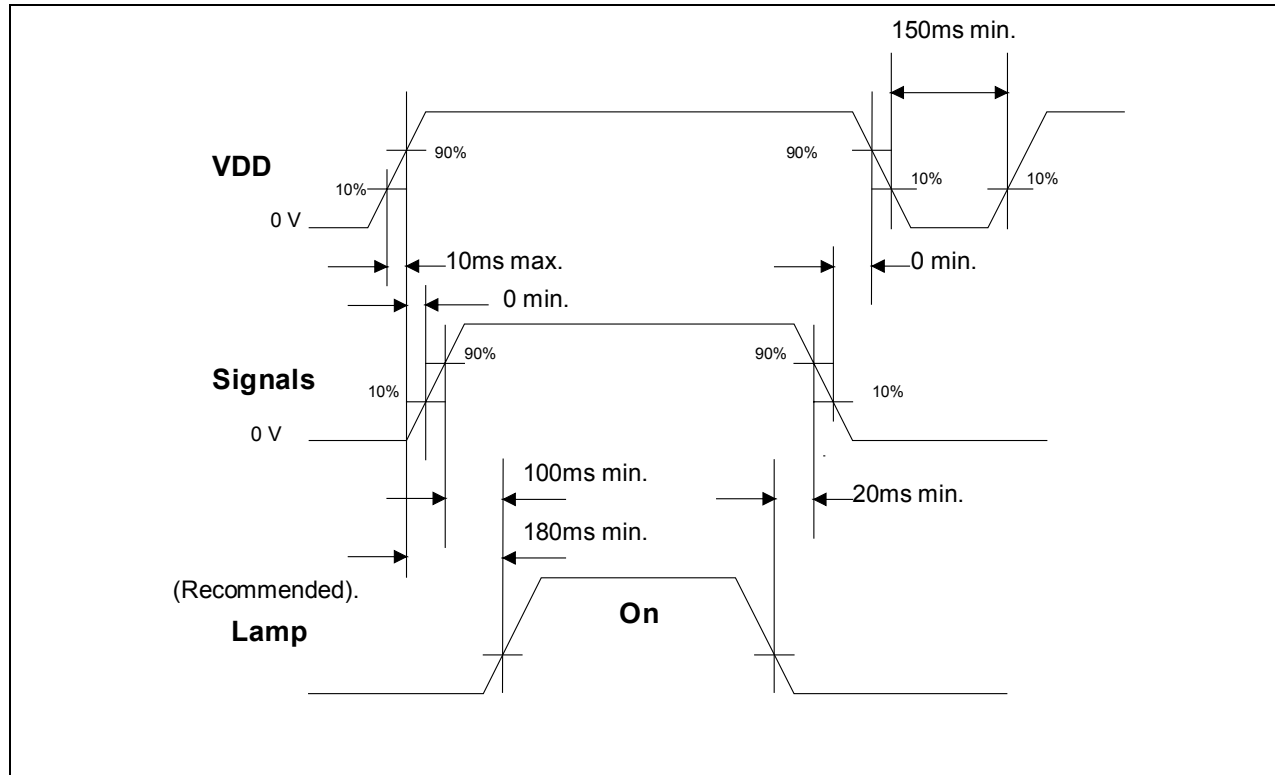 150ms min.
VDD
90%
90%
10%
10%
10%
0 V
10ms max.
0 min.
0 min.
90%
90%
Signals
10%
10%
0 V
100ms min.
20ms min.
180ms min.
(Recommended).
Lamp
On